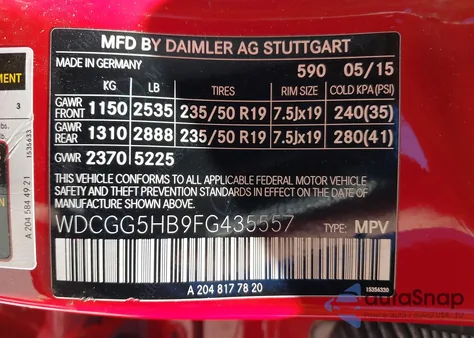 MFD BY DAIMLER AG STUTTGART
MADE IN GERMANY 590 05/15
KG LB TIRES RIM SIZE COLD KPA (PSI)
GAWR FRONT 1150 2535 235/50 R19 7.5Jx19 240(35)
GAWR REAR 1310 2888 235/50 R19 7.5Jx19 280(41)
GVWR 2370 5225
THIS VEHICLE CONFORMS TO ALL APPLICABLE FEDERAL MOTOR VEHICLE
SAFETY AND THEFT PREVENTION STANDARDS IN EFFECT ON THE DATE OF
MANUFACTURE SHOWN ABOVE.
WDCGG5HB9FG435557 TYPE: MPV
A 204 817 78 20 15356330
A 204 584 49 21
15356333
3
lbs.
autoSnap